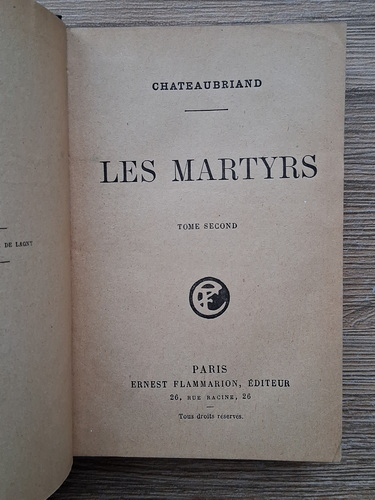 DE LAGNY
CHATEAUBRIAND
LES MARTYRS
TOME SECOND
PARIS
ERNEST FLAMMARION, ÉDITEUR
26, RUE RACINE, 26
Tous droits réservés.